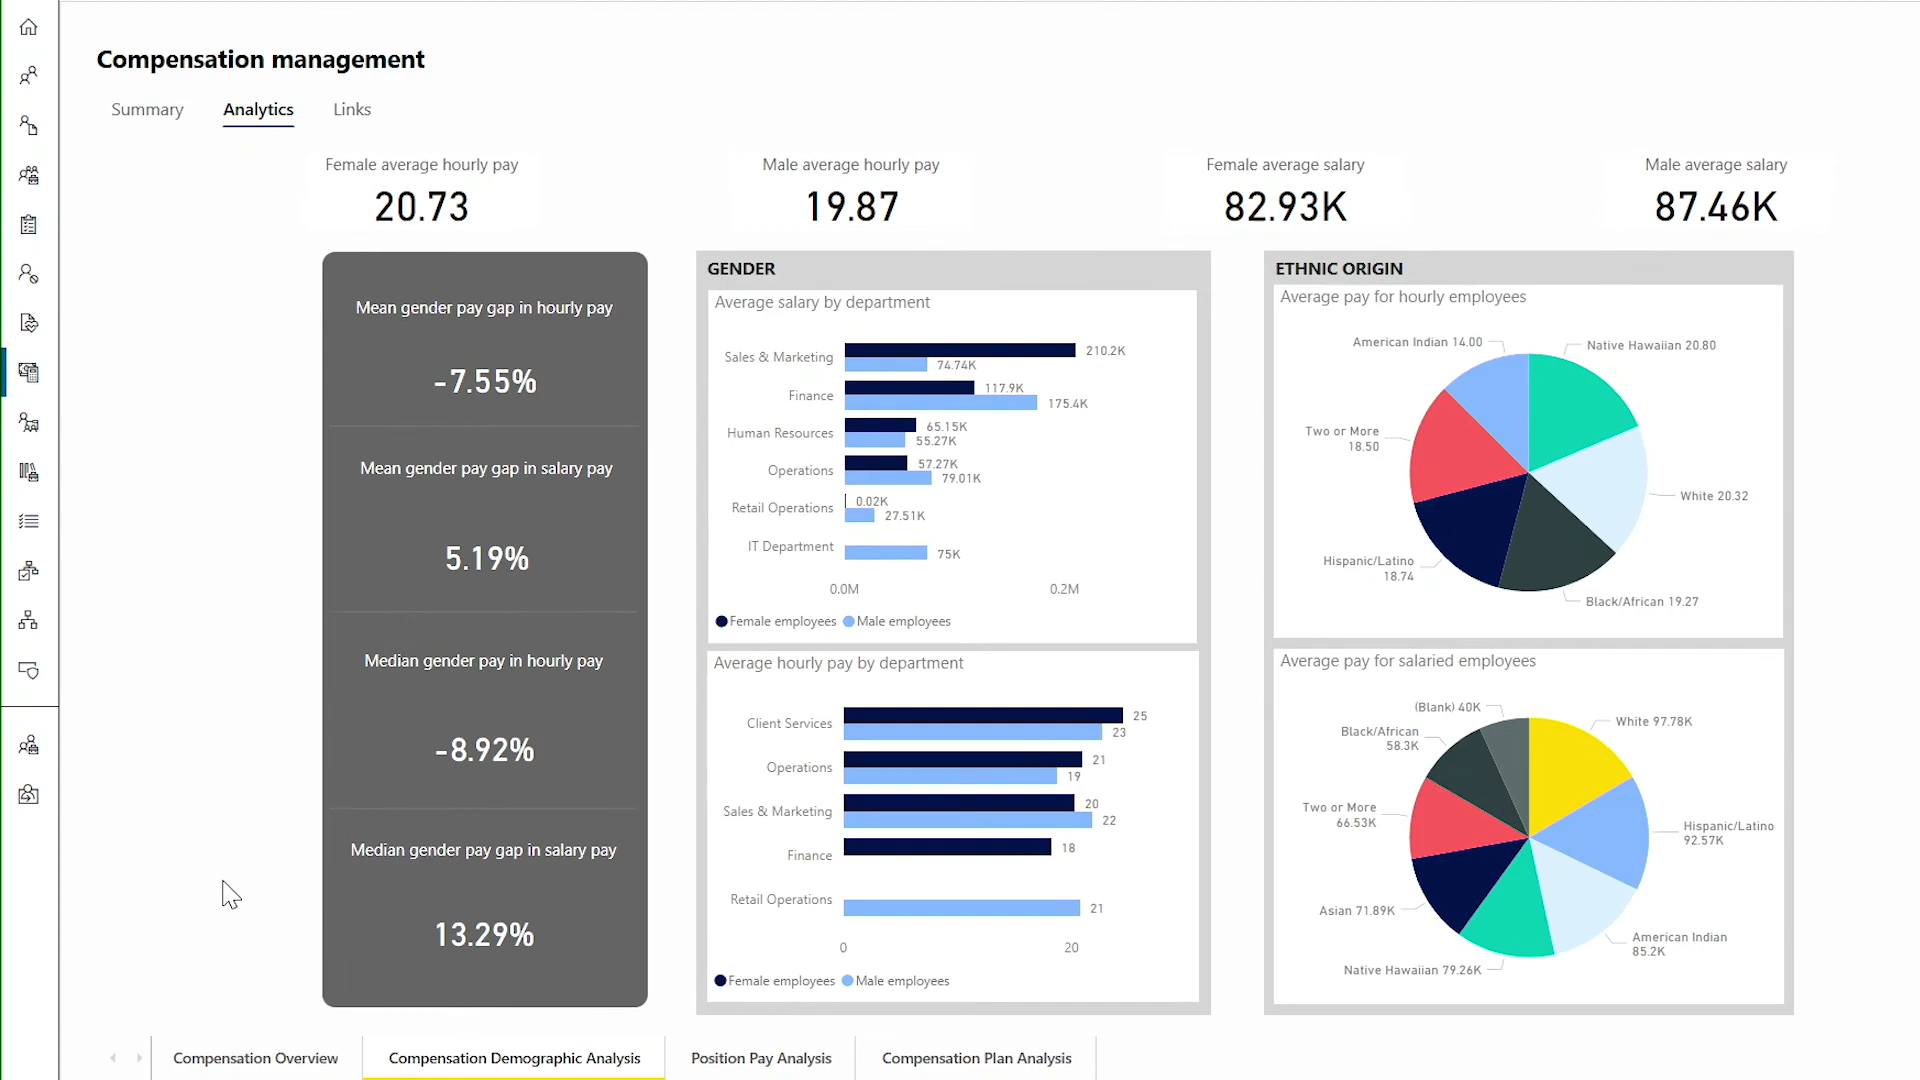 Compensation management
Summary
Analytics
Links
Female average hourly pay
20.73
Male average hourly pay
19.87
Female average salary
82.93K
Male average salary
87.46K
Mean gender pay gap in hourly pay
-7.55%
Mean gender pay gap in salary pay
5.19%
Median gender pay in hourly pay
-8.92%
Median gender pay gap in salary pay
13.29%
GENDER
Average salary by department
Sales & Marketing
210.2K
74.74K
Finance
117.9K
175.4K
Human Resources
65.15K
55.27K
Operations
57.27K
79.01K
Retail Operations
0.02K
27.51K
IT Department
75K
0.0M
0.2M
Female employees
Male employees
Average hourly pay by department
Client Services
25
23
Operations
21
19
Sales & Marketing
20
22
Finance
18
Retail Operations
21
0
20
Female employees
Male employees
ETHNIC ORIGIN
Average pay for hourly employees
American Indian 14.00
Native Hawaiian 20.80
Two or More
18.50
White 20.32
Hispanic/Latino
18.74
Black/African 19.27
Average pay for salaried employees
(Blank) 40K
White 97.78K
Black/African
58.3K
Two or More
66.53K
Hispanic/Latino
92.57K
Asian 71.89K
American Indian
85.2K
Native Hawaiian 79.26K
Compensation Overview
Compensation Demographic Analysis
Position Pay Analysis
Compensation Plan Analysis